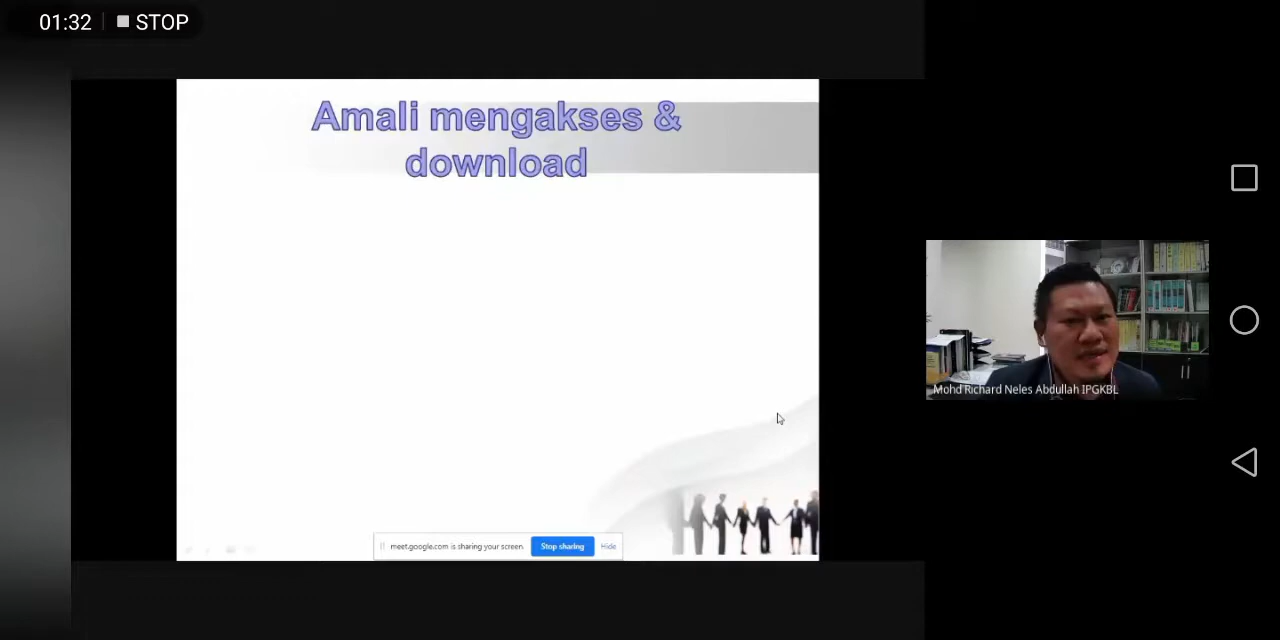 01:32 STOP
Amali mengakses &
download
Mohd Richard Neles Abdullah IPGKBL
meet.google.com is sharing your screen. Stop sharing Hide